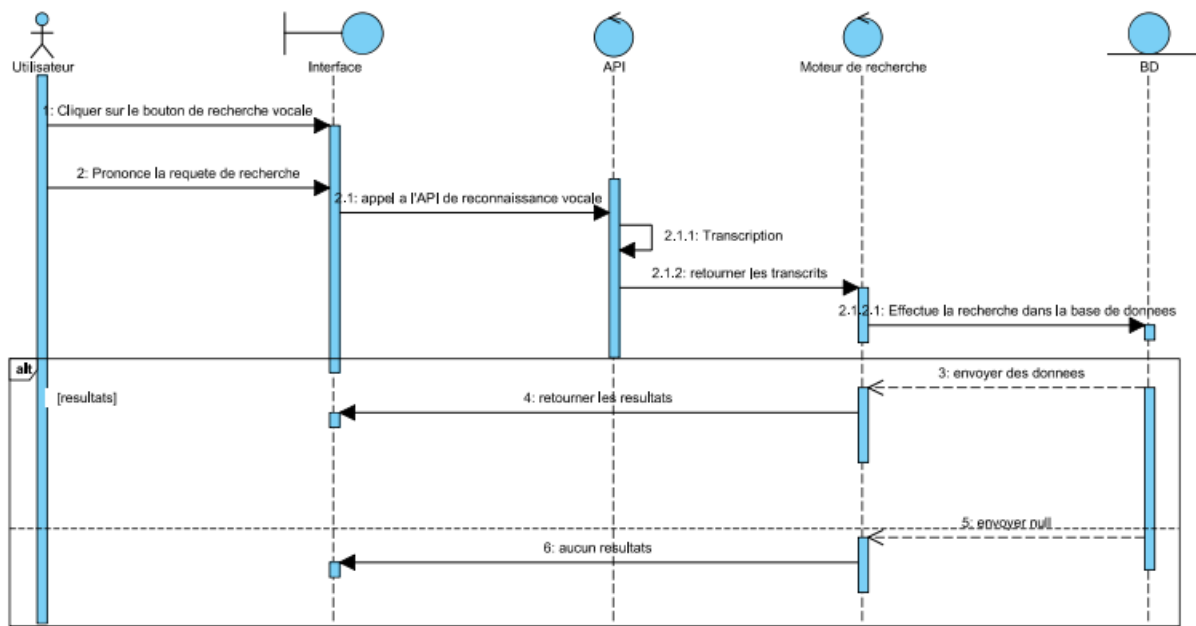 Utilisateur
Interface
API
Moteur de recherche
BD
1: Cliquer sur le bouton de recherche vocale
2: Prononce la requete de recherche
2.1: appel a l'API de reconnaissance vocale
2.1.1: Transcription
2.1.2: retourner les transcrits
2.1.2.1: Effectue la recherche dans la base de donnees
alt
3: envoyer des donnees
[resultats]
4: retourner les resultats
5: envoyer null
6: aucun resultats